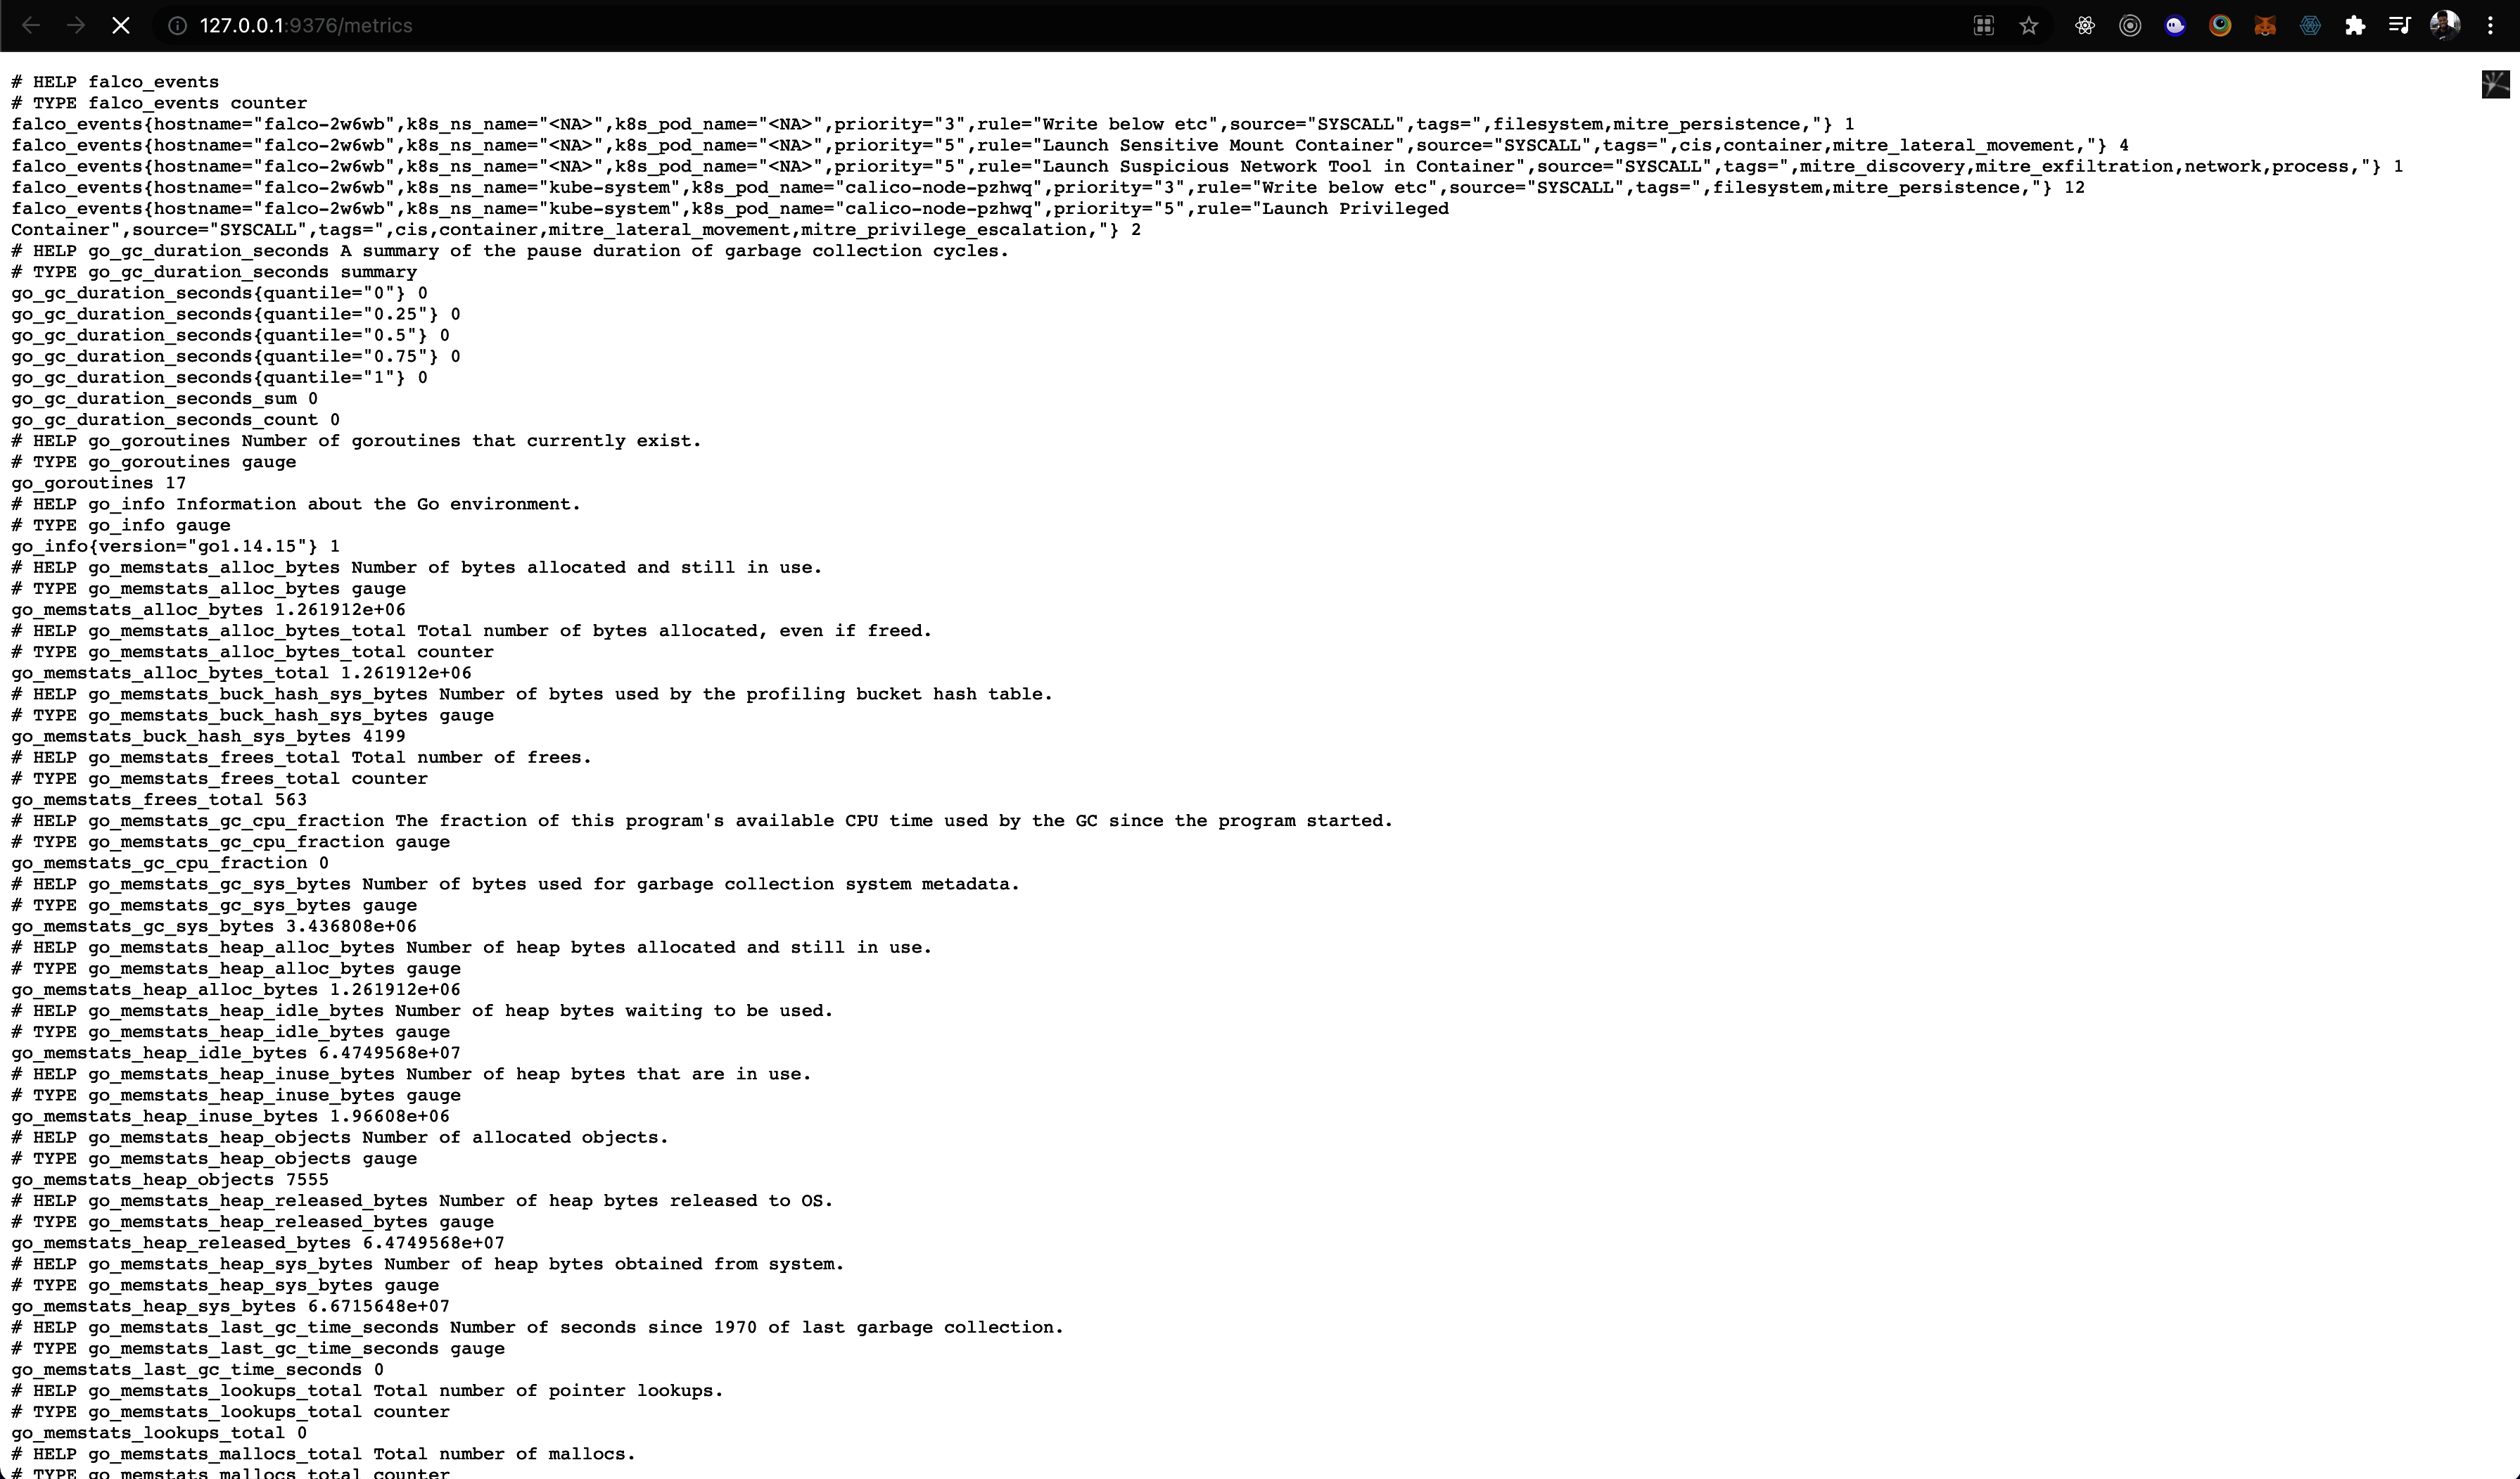 127.0.0.1:9376/metrics
# HELP falco_events
# TYPE falco_events counter
falco_events{hostname="falco-2w6wb",k8s_ns_name="<NA>",k8s_pod_name="<NA>",priority="3",rule="Write below etc",source="SYSCALL",tags=",filesystem,mitre_persistence,"} 1
falco_events{hostname="falco-2w6wb",k8s_ns_name="<NA>",k8s_pod_name="<NA>",priority="5",rule="Launch Sensitive Mount Container",source="SYSCALL",tags=",cis,container,mitre_lateral_movement,"} 4
falco_events{hostname="falco-2w6wb",k8s_ns_name="<NA>",k8s_pod_name="<NA>",priority="5",rule="Launch Suspicious Network Tool in Container",source="SYSCALL",tags=",mitre_discovery,mitre_exfiltration,network,process,"} 1
falco_events{hostname="falco-2w6wb",k8s_ns_name="kube-system",k8s_pod_name="calico-node-pzhwq",priority="3",rule="Write below etc",source="SYSCALL",tags=",filesystem,mitre_persistence,"} 12
falco_events{hostname="falco-2w6wb",k8s_ns_name="kube-system",k8s_pod_name="calico-node-pzhwq",priority="5",rule="Launch Privileged
Container",source="SYSCALL",tags=",cis,container,mitre_lateral_movement,mitre_privilege_escalation,"} 2
# HELP go_gc_duration_seconds A summary of the pause duration of garbage collection cycles.
# TYPE go_gc_duration_seconds summary
go_gc_duration_seconds{quantile="0"} 0
go_gc_duration_seconds{quantile="0.25"} 0
go_gc_duration_seconds{quantile="0.5"} 0
go_gc_duration_seconds{quantile="0.75"} 0
go_gc_duration_seconds{quantile="1"} 0
go_gc_duration_seconds_sum 0
go_gc_duration_seconds_count 0
# HELP go_goroutines Number of goroutines that currently exist.
# TYPE go_goroutines gauge
go_goroutines 17
# HELP go_info Information about the Go environment.
# TYPE go_info gauge
go_info{version="go1.14.15"} 1
# HELP go_memstats_alloc_bytes Number of bytes allocated and still in use.
# TYPE go_memstats_alloc_bytes gauge
go_memstats_alloc_bytes 1.261912e+06
# HELP go_memstats_alloc_bytes_total Total number of bytes allocated, even if freed.
# TYPE go_memstats_alloc_bytes_total counter
go_memstats_alloc_bytes_total 1.261912e+06
# HELP go_memstats_buck_hash_sys_bytes Number of bytes used by the profiling bucket hash table.
# TYPE go_memstats_buck_hash_sys_bytes gauge
go_memstats_buck_hash_sys_bytes 4199
# HELP go_memstats_frees_total Total number of frees.
# TYPE go_memstats_frees_total counter
go_memstats_frees_total 563
# HELP go_memstats_gc_cpu_fraction The fraction of this program's available CPU time used by the GC since the program started.
# TYPE go_memstats_gc_cpu_fraction gauge
go_memstats_gc_cpu_fraction 0
# HELP go_memstats_gc_sys_bytes Number of bytes used for garbage collection system metadata.
# TYPE go_memstats_gc_sys_bytes gauge
go_memstats_gc_sys_bytes 3.436808e+06
# HELP go_memstats_heap_alloc_bytes Number of heap bytes allocated and still in use.
# TYPE go_memstats_heap_alloc_bytes gauge
go_memstats_heap_alloc_bytes 1.261912e+06
# HELP go_memstats_heap_idle_bytes Number of heap bytes waiting to be used.
# TYPE go_memstats_heap_idle_bytes gauge
go_memstats_heap_idle_bytes 6.4749568e+07
# HELP go_memstats_heap_inuse_bytes Number of heap bytes that are in use.
# TYPE go_memstats_heap_inuse_bytes gauge
go_memstats_heap_inuse_bytes 1.96608e+06
# HELP go_memstats_heap_objects Number of allocated objects.
# TYPE go_memstats_heap_objects gauge
go_memstats_heap_objects 7555
# HELP go_memstats_heap_released_bytes Number of heap bytes released to OS.
# TYPE go_memstats_heap_released_bytes gauge
go_memstats_heap_released_bytes 6.4749568e+07
# HELP go_memstats_heap_sys_bytes Number of heap bytes obtained from system.
# TYPE go_memstats_heap_sys_bytes gauge
go_memstats_heap_sys_bytes 6.6715648e+07
# HELP go_memstats_last_gc_time_seconds Number of seconds since 1970 of last garbage collection.
# TYPE go_memstats_last_gc_time_seconds gauge
go_memstats_last_gc_time_seconds 0
# HELP go_memstats_lookups_total Total number of pointer lookups.
# TYPE go_memstats_lookups_total counter
go_memstats_lookups_total 0
# HELP go_memstats_mallocs_total Total number of mallocs.
# TYPE go_memstats_mallocs_total counter